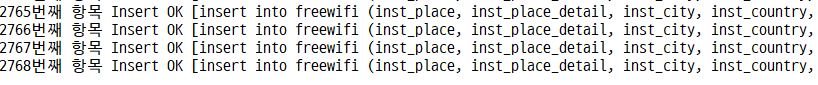 2765번째 항목 Insert OK [insert into freewifi (inst_place, inst_place_detail, inst_city, inst_country,
2766번째 항목 Insert OK [insert into freewifi (inst_place, inst_place_detail, inst_city, inst_country,
2767번째 항목 Insert OK [insert into freewifi (inst_place, inst_place_detail, inst_city, inst_country,
2768번째 항목 Insert OK [insert into freewifi (inst_place, inst_place_detail, inst_city, inst_country,